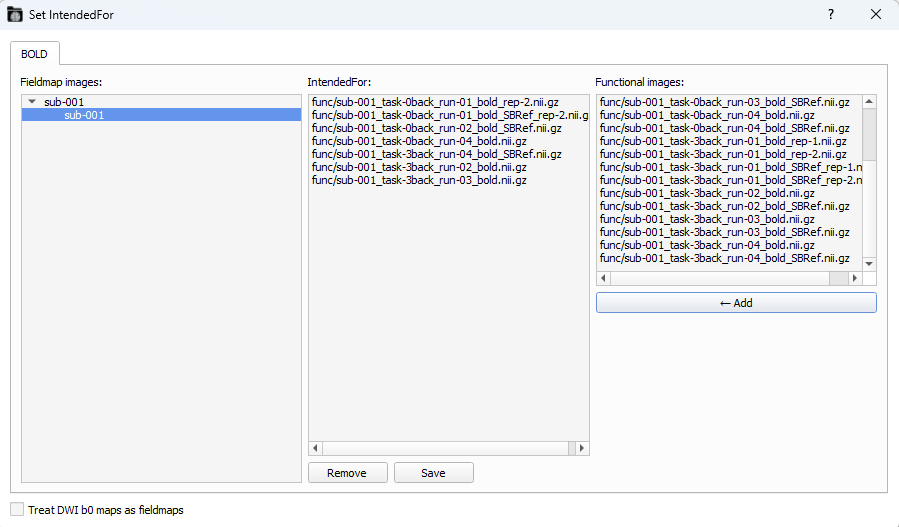 Set IntendedFor
?
BOLD
Fieldmap images:
sub-001
sub-001
IntendedFor:
func/sub-001_task-0back_run-01_bold_rep-2.nii.gz
func/sub-001_task-0back_run-01_bold_SBRef_rep-2.nii.g
func/sub-001_task-0back_run-02_bold_SBRef.nii.gz
func/sub-001_task-0back_run-04_bold.nii.gz
func/sub-001_task-3back_run-04_bold_SBRef.nii.gz
func/sub-001_task-3back_run-02_bold.nii.gz
func/sub-001_task-3back_run-03_bold.nii.gz
Remove
Save
Functional images:
func/sub-001_task-0back_run-03_bold_SBRef.nii.gz
func/sub-001_task-0back_run-04_bold.nii.gz
func/sub-001_task-0back_run-04_bold_SBRef.nii.gz
func/sub-001_task-3back_run-01_bold_rep-1.nii.gz
func/sub-001_task-3back_run-01_bold_rep-2.nii.gz
func/sub-001_task-3back_run-01_bold_SBRef_rep-1.n
func/sub-001_task-3back_run-01_bold_SBRef_rep-2.n
func/sub-001_task-3back_run-02_bold.nii.gz
func/sub-001_task-3back_run-02_bold_SBRef.nii.gz
func/sub-001_task-3back_run-03_bold.nii.gz
func/sub-001_task-3back_run-03_bold_SBRef.nii.gz
func/sub-001_task-3back_run-04_bold.nii.gz
func/sub-001_task-3back_run-04_bold_SBRef.nii.gz
← Add
Treat DWI b0 maps as fieldmaps